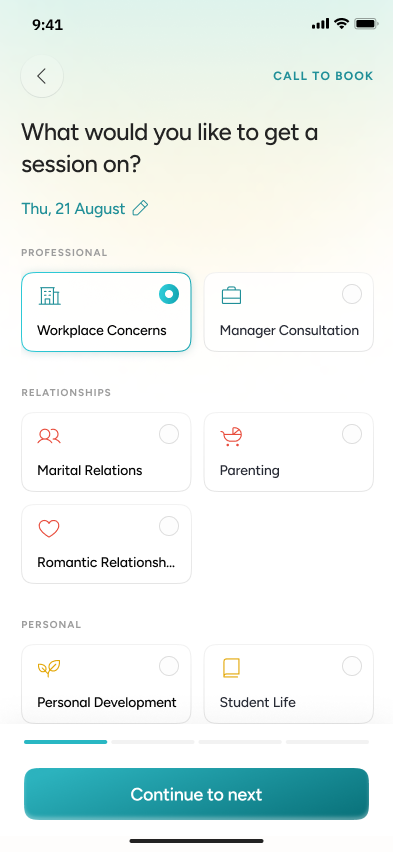 9:41
CALL TO BOOK
What would you like to get a
session on?
Thu, 21 August
PROFESSIONAL
Workplace Concerns
Manager Consultation
RELATIONSHIPS
Marital Relations
Parenting
Romantic Relationsh...
PERSONAL
Personal Development
Student Life
Continue to next